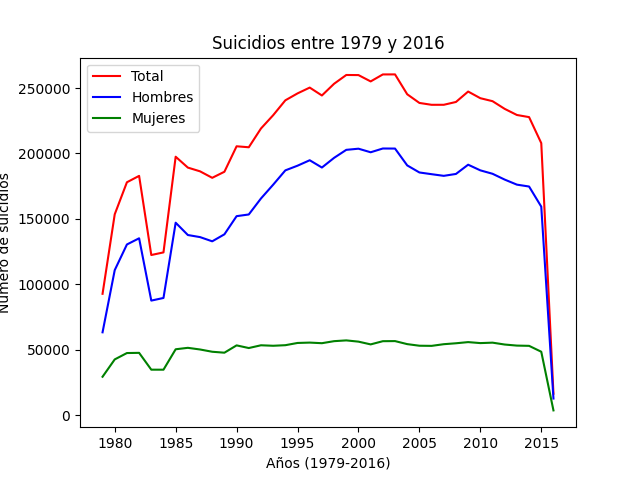 Suicidios entre 1979 y 2016
Total
Hombres
Mujeres
250000
200000
150000
100000
50000
0
Número de suicidios
1980 1985 1990 1995 2000 2005 2010 2015
Años (1979-2016)